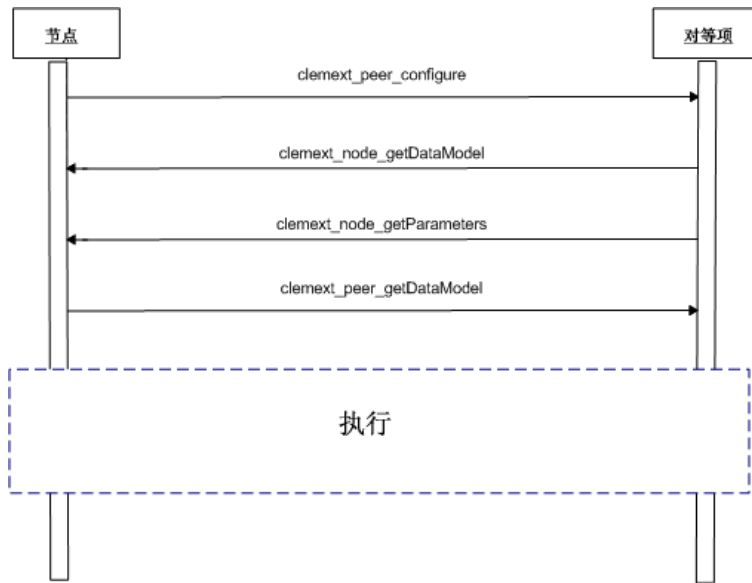 节点
对等项
clemext_peer_configure
clemext_node_getDataModel
clemext_node_getParameters
clemext_peer_getDataModel
执行